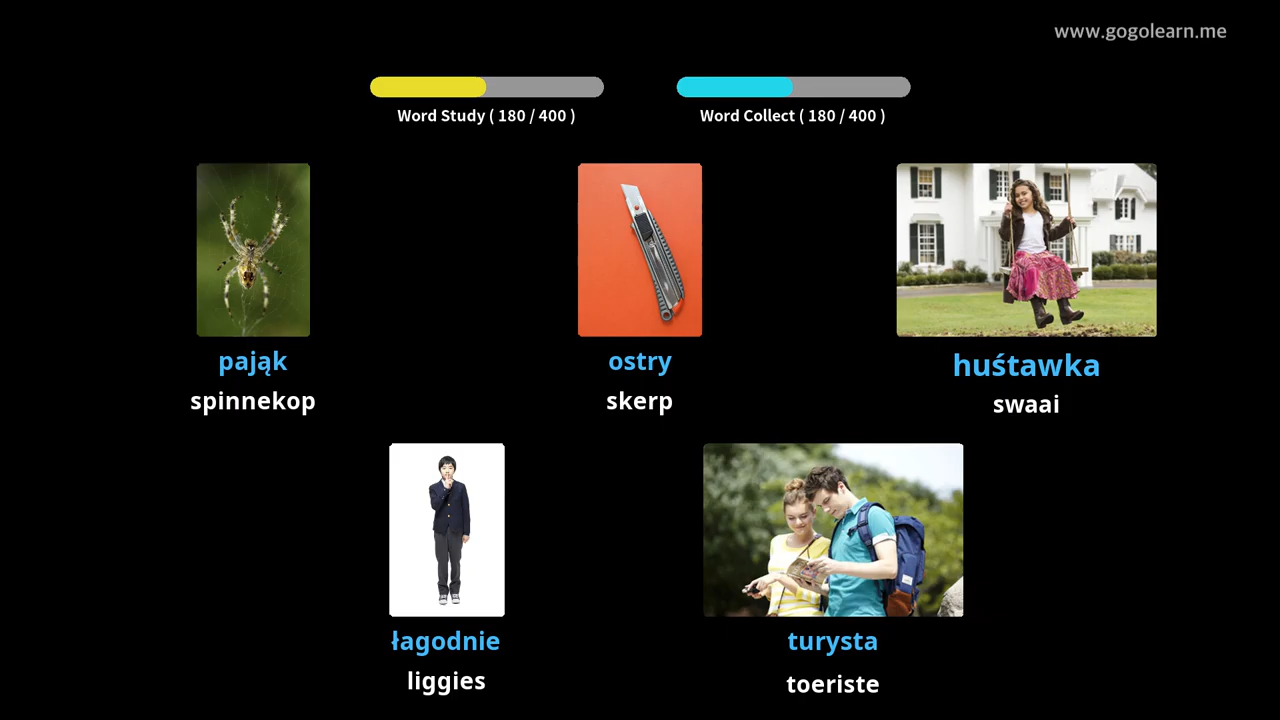 www.gogolearn.me
Word Study ( 180 / 400 )
Word Collect ( 180 / 400 )
pająk
spinnekop
ostry
skerp
huśtawka
swaai
łagodnie
liggies
turysta
toeriste